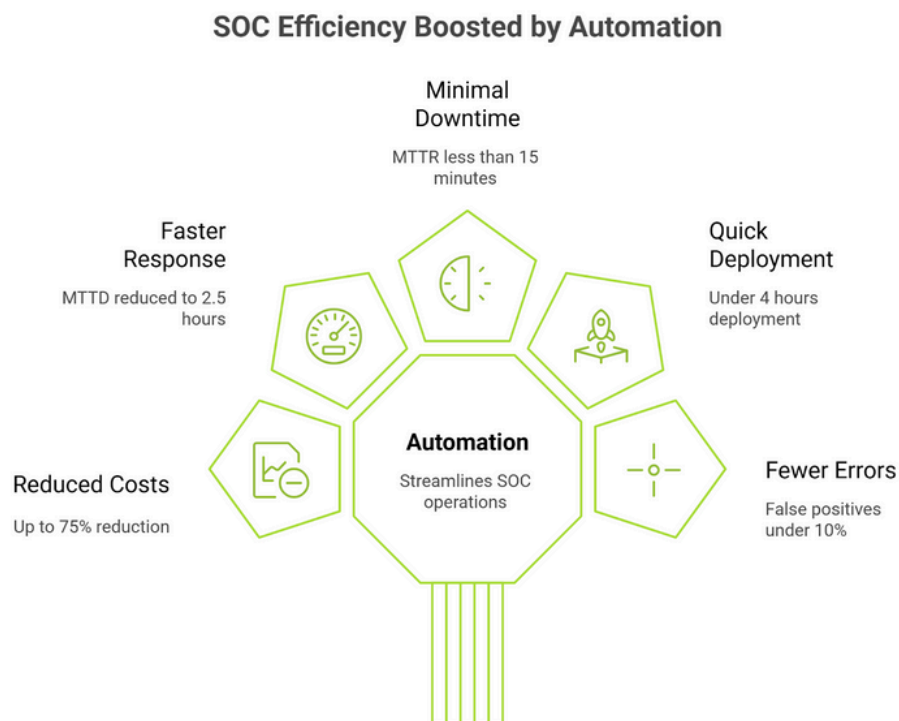 SOC Efficiency Boosted by Automation
Minimal
Downtime
MTTR less than 15
minutes
Faster
Response
MTTD reduced to 2.5
hours
Quick
Deployment
Under 4 hours
deployment
Automation
Streamlines SOC
operations
Reduced Costs
Up to 75% reduction
Fewer Errors
False positives
under 10%